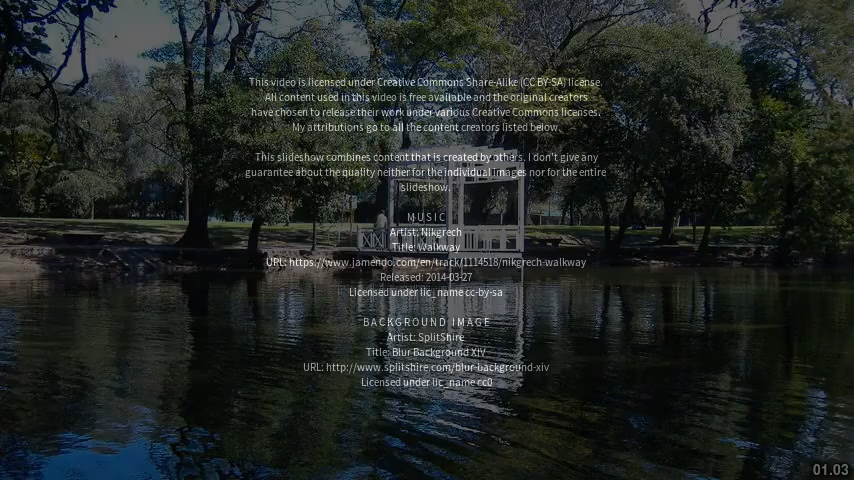 This video is licensed under Creative Commons Share-Alike (CC BY-SA) license.
All content used in this video is free available and the original creators
have chosen to release their work under various Creative Commons licenses.
My attributions go to all the content creators listed below.
This slideshow combines content that is created by others. I don't give any
guarantee about the quality neither for the individual images nor for the entire
slideshow.
MUSIC
Artist: Nikgrech
Title: Walkway
URL: https://www.jamendo.com/en/track/1114518/nikgrech-walkway
Released: 2014-03-27
Licensed under lic_name cc-by-sa
BACKGROUND IMAGE
Artist: SplitShire
Title: Blur Background XIV
URL: http://www.splitshire.com/blur-background-xiv
Licensed under lic_name cc0
01.03